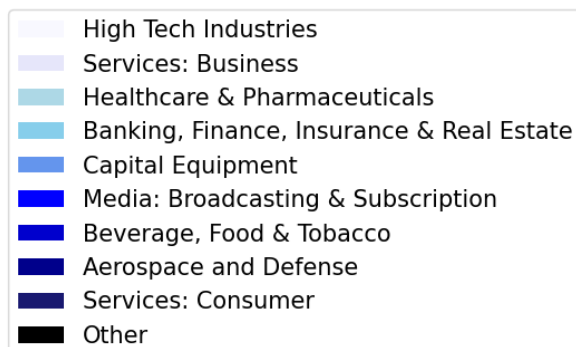 High Tech Industries
Services: Business
Healthcare & Pharmaceuticals
Banking, Finance, Insurance & Real Estate
Capital Equipment
Media: Broadcasting & Subscription
Beverage, Food & Tobacco
Aerospace and Defense
Services: Consumer
Other